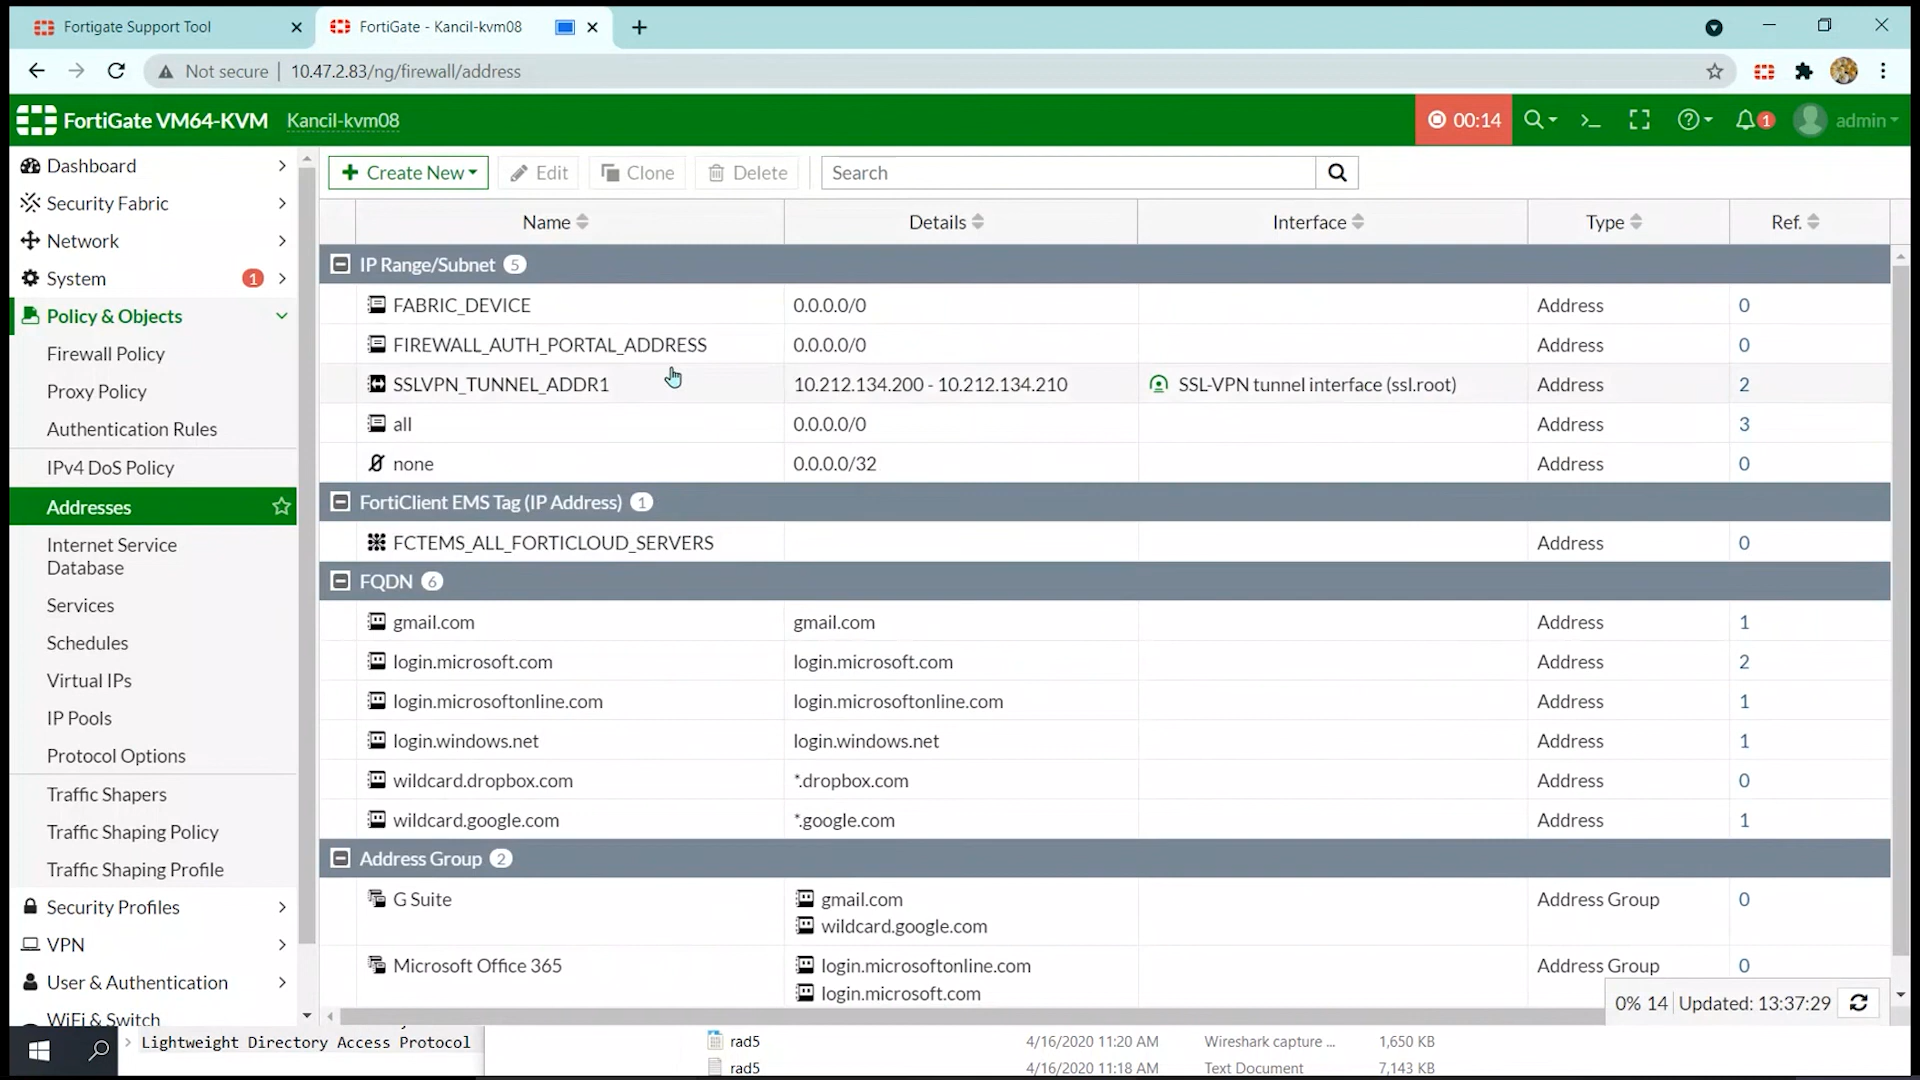 Fortigate Support Tool
FortiGate - Kancil-kvm08
Not secure
10.47.2.83/ng/firewall/address
FortiGate VM64-KVM Kancil-kvm08
00:14
1
admin
Dashboard
Security Fabric
Network
System 1
Policy & Objects
Firewall Policy
Proxy Policy
Authentication Rules
IPv4 DoS Policy
Addresses
Internet Service
Database
Services
Schedules
Virtual IPs
IP Pools
Protocol Options
Traffic Shapers
Traffic Shaping Policy
Traffic Shaping Profile
Security Profiles
VPN
User & Authentication
WiFi & Switch
Create New Edit Clone Delete Search
Name Details Interface Type Ref.
IP Range/Subnet 5
FABRIC_DEVICE 0.0.0.0/0 Address 0
FIREWALL_AUTH_PORTAL_ADDRESS 0.0.0.0/0 Address 0
SSLVPN_TUNNEL_ADDR1 10.212.134.200 - 10.212.134.210 SSL-VPN tunnel interface (ssl.root) Address 2
all 0.0.0.0/0 Address 3
none 0.0.0.0/32 Address 0
FortiClient EMS Tag (IP Address) 1
FCTEMS_ALL_FORTICLOUD_SERVERS Address 0
FQDN 6
gmail.com gmail.com Address 1
login.microsoft.com login.microsoft.com Address 2
login.microsoftonline.com login.microsoftonline.com Address 1
login.windows.net login.windows.net Address 1
wildcard.dropbox.com *.dropbox.com Address 0
wildcard.google.com *.google.com Address 1
Address Group 2
G Suite gmail.com Address Group 0
wildcard.google.com
Microsoft Office 365 login.microsoftonline.com Address Group 0
login.microsoft.com
0% 14 Updated: 13:37:29
Lightweight Directory Access Protocol
rad5 4/16/2020 11:20 AM Wireshark capture ... 1,650 KB
rad5 4/16/2020 11:18 AM Text Document 7,143 KB